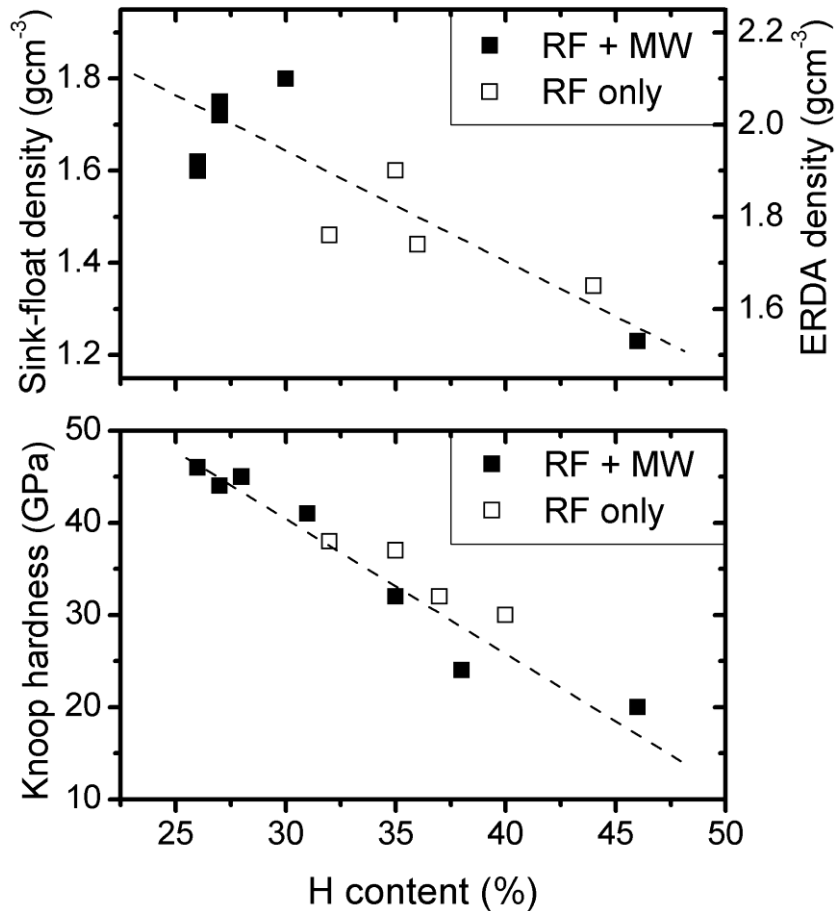 Sink-float density (gcm⁻³)
1.8
1.6
1.4
1.2
RF + MW
RF only
2.2
2.0
1.8
1.6
ERDA density (gcm⁻³)
Knoop hardness (GPa)
50
40
30
20
10
RF + MW
RF only
25 30 35 40 45 50
H content (%)